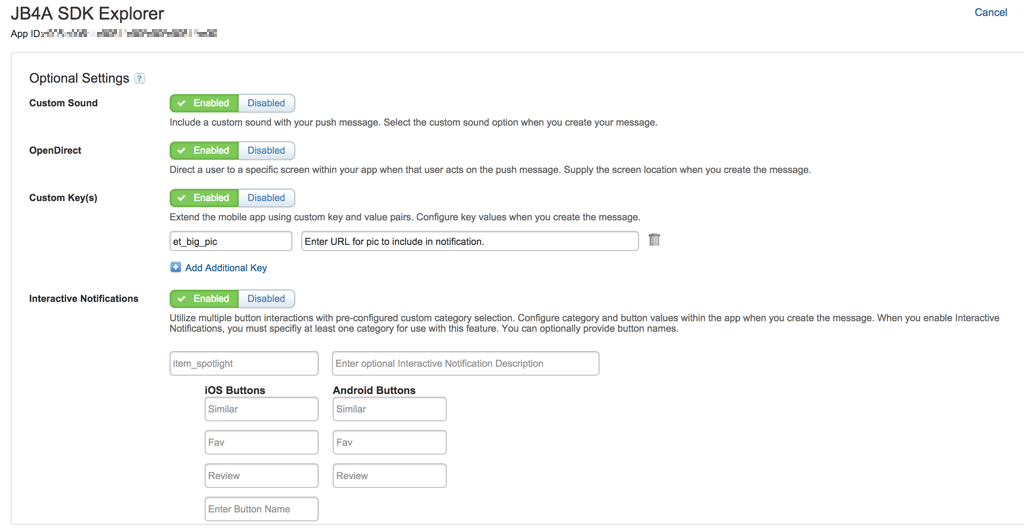 JB4A SDK Explorer
Cancel
App ID:
Optional Settings ?
Custom Sound
Enabled Disabled
Include a custom sound with your push message. Select the custom sound option when you create your message.
OpenDirect
Enabled Disabled
Direct a user to a specific screen within your app when that user acts on the push message. Supply the screen location when you create the message.
Custom Key(s)
Enabled Disabled
Extend the mobile app using custom key and value pairs. Configure key values when you create the message.
et_big_pic Enter URL for pic to include in notification.
Add Additional Key
Interactive Notifications
Enabled Disabled
Utilize multiple button interactions with pre-configured custom category selection. Configure category and button values within the app when you create the message. When you enable Interactive
Notifications, you must specifiy at least one category for use with this feature. You can optionally provide button names.
item_spotlight Enter optional Interactive Notification Description
iOS Buttons Android Buttons
Similar Similar
Fav Fav
Review Review
Enter Button Name